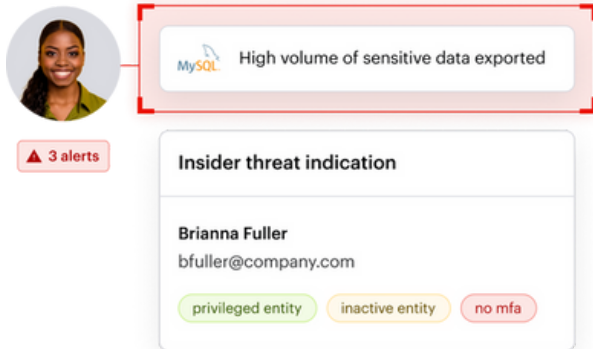 MySQL
High volume of sensitive data exported
3 alerts
Insider threat indication
Brianna Fuller
bfuller@company.com
privileged entity
inactive entity
no mfa